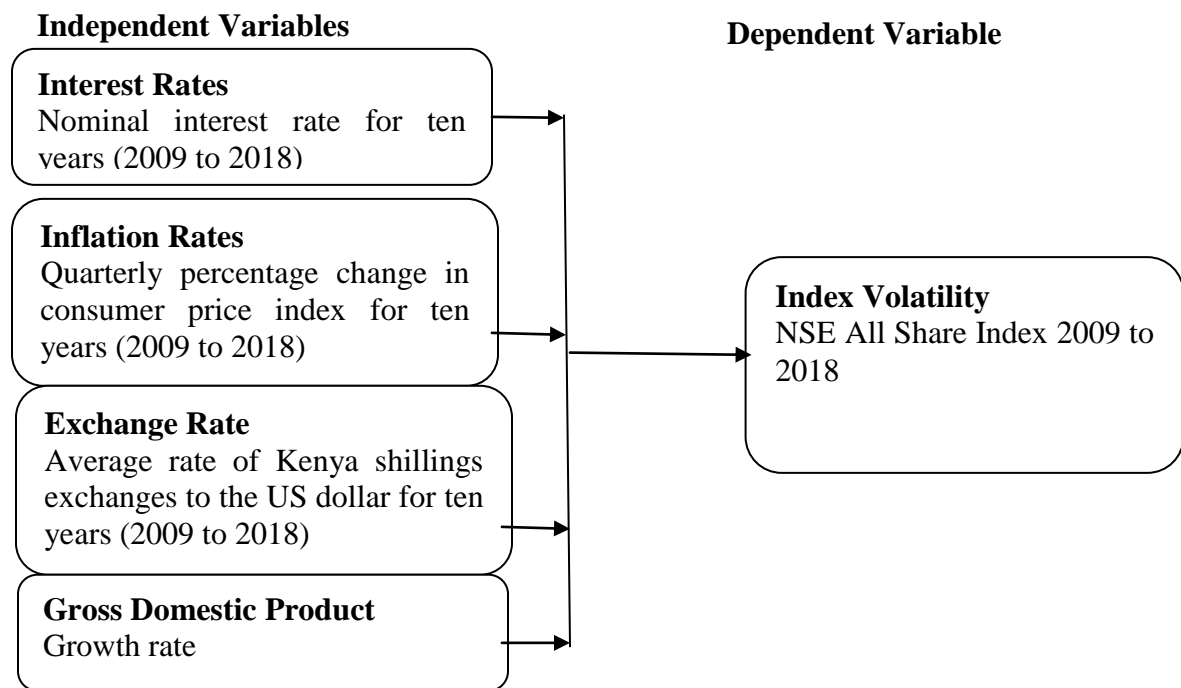 Independent Variables
Dependent Variable
Interest Rates
Nominal interest rate for ten
years (2009 to 2018)
Inflation Rates
Quarterly percentage change in
consumer price index for ten
years (2009 to 2018)
Exchange Rate
Average rate of Kenya shillings
exchanges to the US dollar for ten
years (2009 to 2018)
Gross Domestic Product
Growth rate
Index Volatility
NSE All Share Index 2009 to
2018